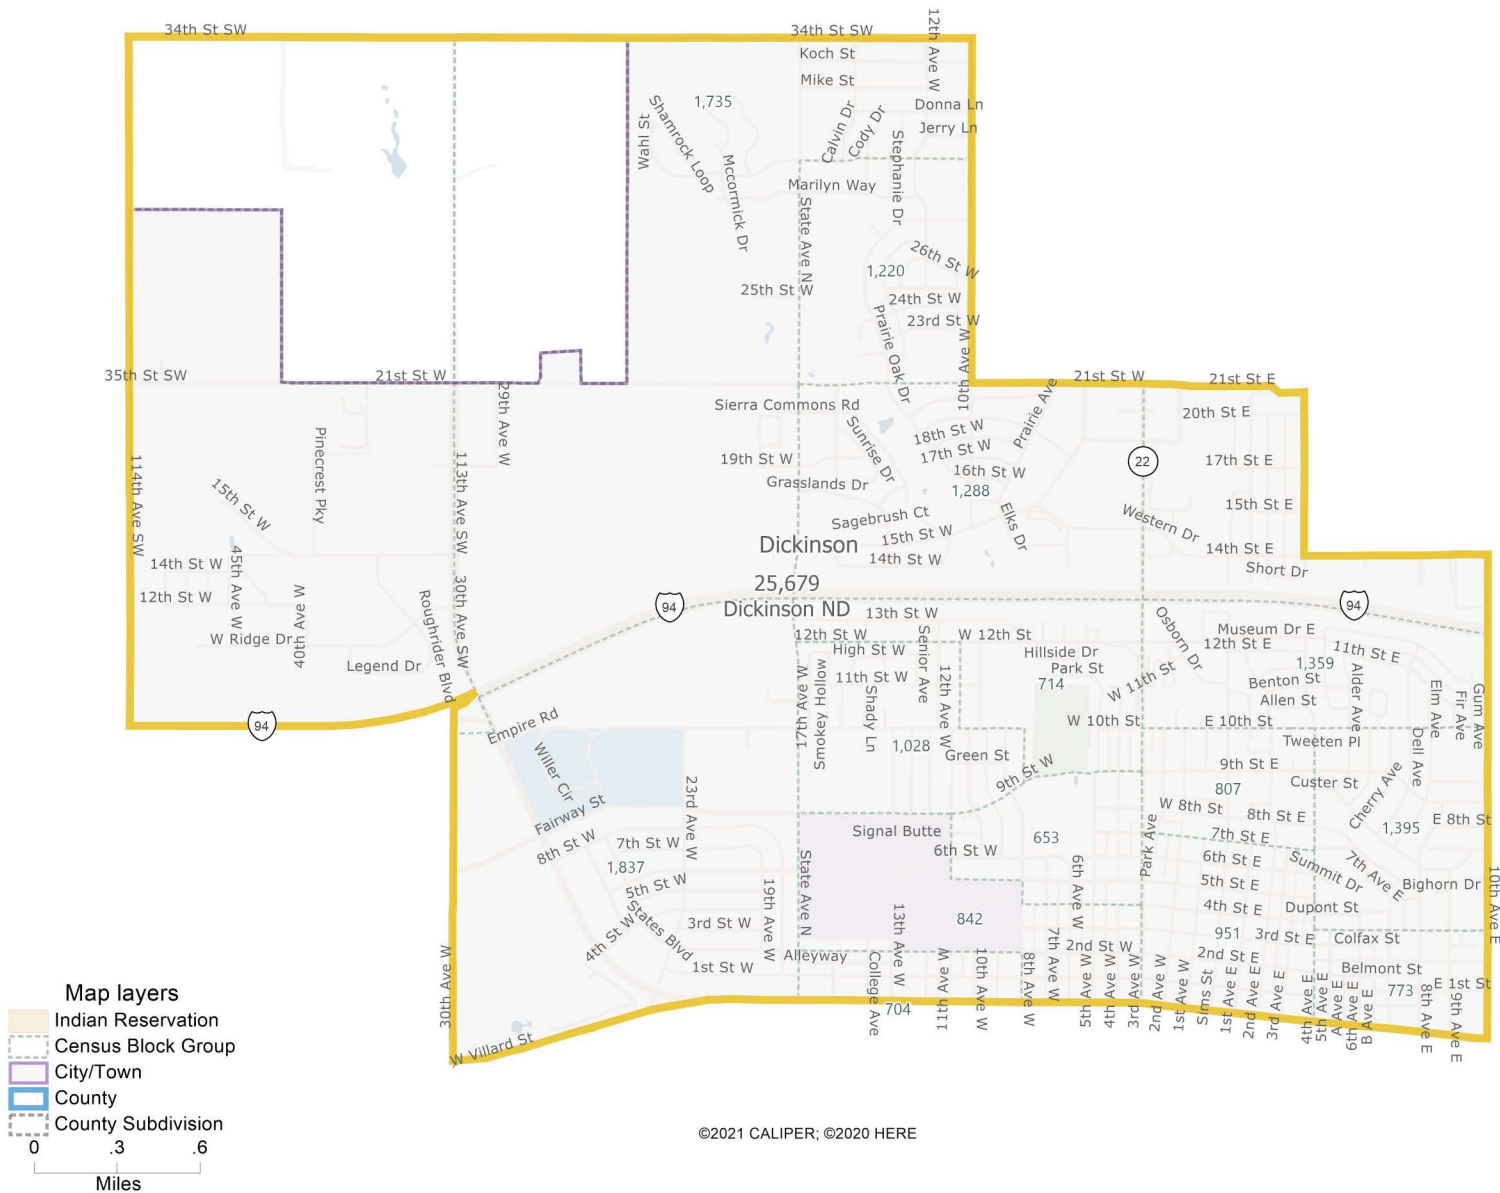 34th St SW
34th St SW
12th Ave W
Koch St
Mike St
1,735
Donna Ln
Jerry Ln
Shamrock Loop
Wahl St
Calvin Dr
Cody Dr
Stephanie Dr
Mccormick Dr
Marilyn Way
State Ave N
26th St W
1,220
25th St W
24th St W
23rd St W
Prairie Oak Dr
10th Ave W
35th St SW
21st St W
21st St W
21st St E
29th Ave W
Sierra Commons Rd
Prairie Ave
20th St E
Pinecrest Pky
Sunrise Dr
18th St W
17th St W
19th St W
16th St W
22
17th St E
114th Ave SW
113th Ave SW
15th St W
Grasslands Dr
1,288
15th St E
Sagebrush Ct
Elks Dr
Western Dr
15th St W
Dickinson
14th St W
14th St E
14th St W
45th Ave W
Short Dr
25,679
12th St W
40th Ave W
30th Ave SW
Roughrider Blvd
94
Dickinson ND
94
13th St W
W Ridge Dr
12th St W
Senior Ave
W 12th St
Osborn Dr
Museum Dr E
12th St E
High St W
Hillside Dr
11th St E
Legend Dr
Park St
1,359
11th St W
714
W 11th St
Benton St
Allen St
Alder Ave
Elm Ave
Fir Ave
Gum Ave
17th Ave W
Smokey Hollow
Shady Ln
12th Ave W
94
Empire Rd
W 10th St
E 10th St
1,028
Green St
Tweeten Pl
Dell Ave
Willer Cir
9th St W
9th St E
Custer St
Cherry Ave
807
Fairway St
23rd Ave W
W 8th St
8th St E
E 8th St
Signal Butte
1,395
8th St W
7th St W
653
7th St E
Park Ave
6th St W
6th St E
Summit Dr
7th Ave E
1,837
State Ave N
6th Ave W
5th St W
5th St E
Bighorn Dr
10th Ave E
19th Ave W
States Blvd
4th St W
3rd St W
13th Ave W
842
4th St E
Dupont St
951
3rd St E
Colfax St
2nd St W
2nd St E
Alleyway
1st St W
Belmont St
30th Ave W
College Ave
11th Ave W
10th Ave W
8th Ave W
7th Ave W
5th Ave W
4th Ave W
3rd Ave W
2nd Ave W
1st Ave W
Sims St
1st Ave E
2nd Ave E
3rd Ave E
4th Ave E
5th Ave E
A Ave E
6th Ave E
B Ave E
773
8th Ave E
9th Ave E
E 1st St
704
W Villard St
Map layers
Indian Reservation
Census Block Group
City/Town
County
County Subdivision
0 .3 .6
Miles
©2021 CALIPER; ©2020 HERE